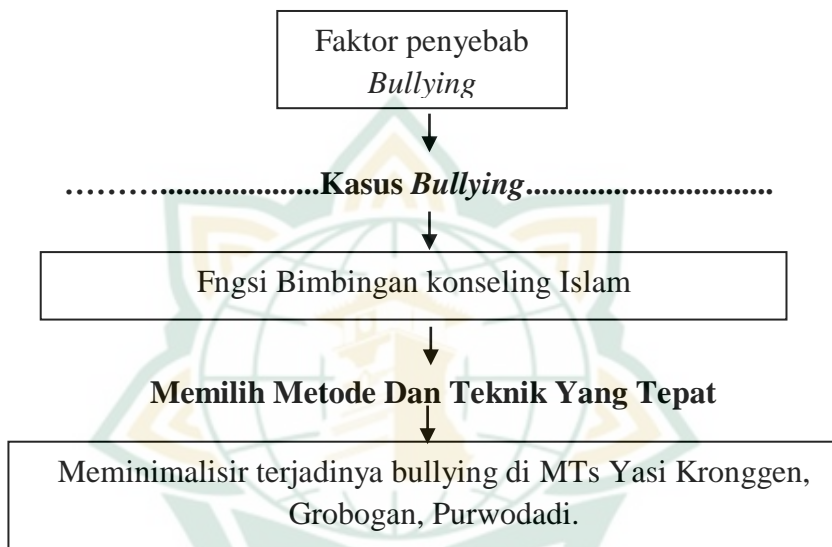 Faktor penyebab
Bullying
………....................Kasus Bullying...............................
Fngsi Bimbingan konseling Islam
Memilih Metode Dan Teknik Yang Tepat
Meminimalisir terjadinya bullying di MTs Yasi Kronggen,
Grobogan, Purwodadi.